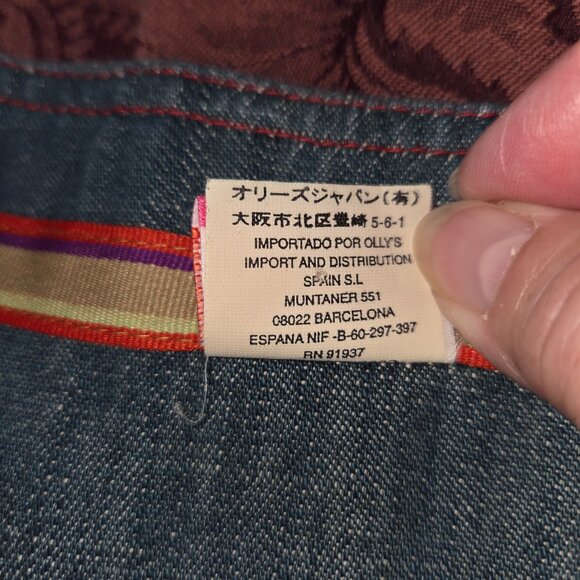 オリーズジャパン(有)
大阪市北区豊崎 5-6-1
IMPORTADO POR OLLY'S
IMPORT AND DISTRIBUTION
SPAIN S.L
MUNTANER 551
08022 BARCELONA
ESPANA NIF -B-60-297-397
RN 91937